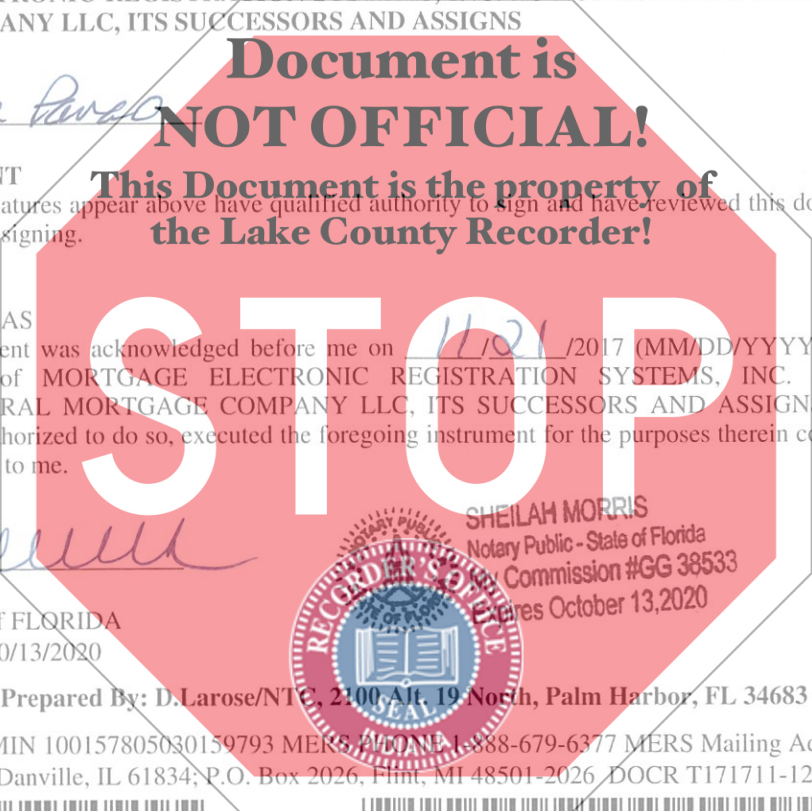 ANY LLC, ITS SUCCESSORS AND ASSIGNS
Document is
NOT OFFICIAL!
This Document is the property of
the Lake County Recorder!
NT
atures appear above have qualified authority to sign and have reviewed this do
signing.
STOP
AS
ent was acknowledged before me on 11/21/2017 (MM/DD/YYYY
of MORTGAGE ELECTRONIC REGISTRATION SYSTEMS, INC.
RAL MORTGAGE COMPANY LLC, ITS SUCCESSORS AND ASSIGN
horized to do so, executed the foregoing instrument for the purposes therein co
to me.
SHEILAH MORRIS
Notary Public - State of Florida
My Commission #GG 38533
Expires October 13,2020
NOTARY PUBLIC
RECORDER'S OFFICE
SEAL
f FLORIDA
0/13/2020
Prepared By: D.Larose/NTC, 2100 Alt. 19 North, Palm Harbor, FL 34683
MIN 100157805030159793 MERS PHONE 1-888-679-6377 MERS Mailing Ad
Danville, IL 61834; P.O. Box 2026, Flint, MI 48501-2026 DOCR T171711-12